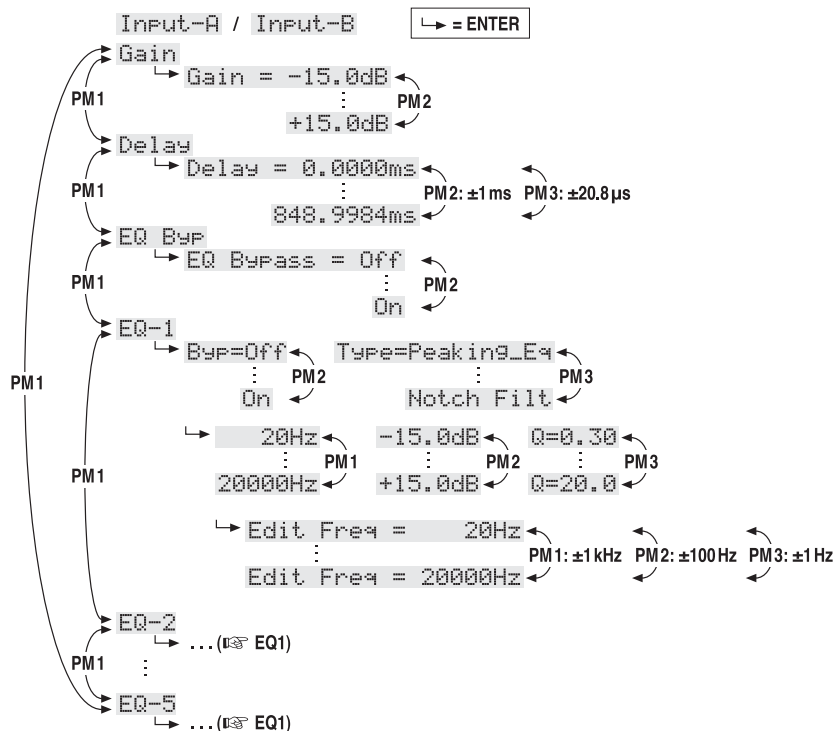 Input-A / Input-B ↳ = ENTER
Gain
↳ Gain = -15.0dB
PM1 ⋮ PM2
+15.0dB
Delay
↳ Delay = 0.0000ms
PM1 ⋮ PM2: ±1 ms PM3: ±20.8 µs
848.9984ms
EQ Byp
↳ EQ Bypass = Off
PM1 ⋮ PM2
On
EQ-1
↳ Byp=Off Type=Peaking_Eq
PM1 ⋮ PM2 ⋮ PM3
On Notch Filt
↳ 20Hz -15.0dB Q=0.30
⋮ PM1 ⋮ PM2 ⋮ PM3
PM1 20000Hz +15.0dB Q=20.0
↳ Edit Freq = 20Hz
⋮ PM1: ±1 kHz PM2: ±100 Hz PM3: ±1 Hz
Edit Freq = 20000Hz
EQ-2
↳ ...(☞ EQ1)
PM1 ⋮
EQ-5
↳ ...(☞ EQ1)